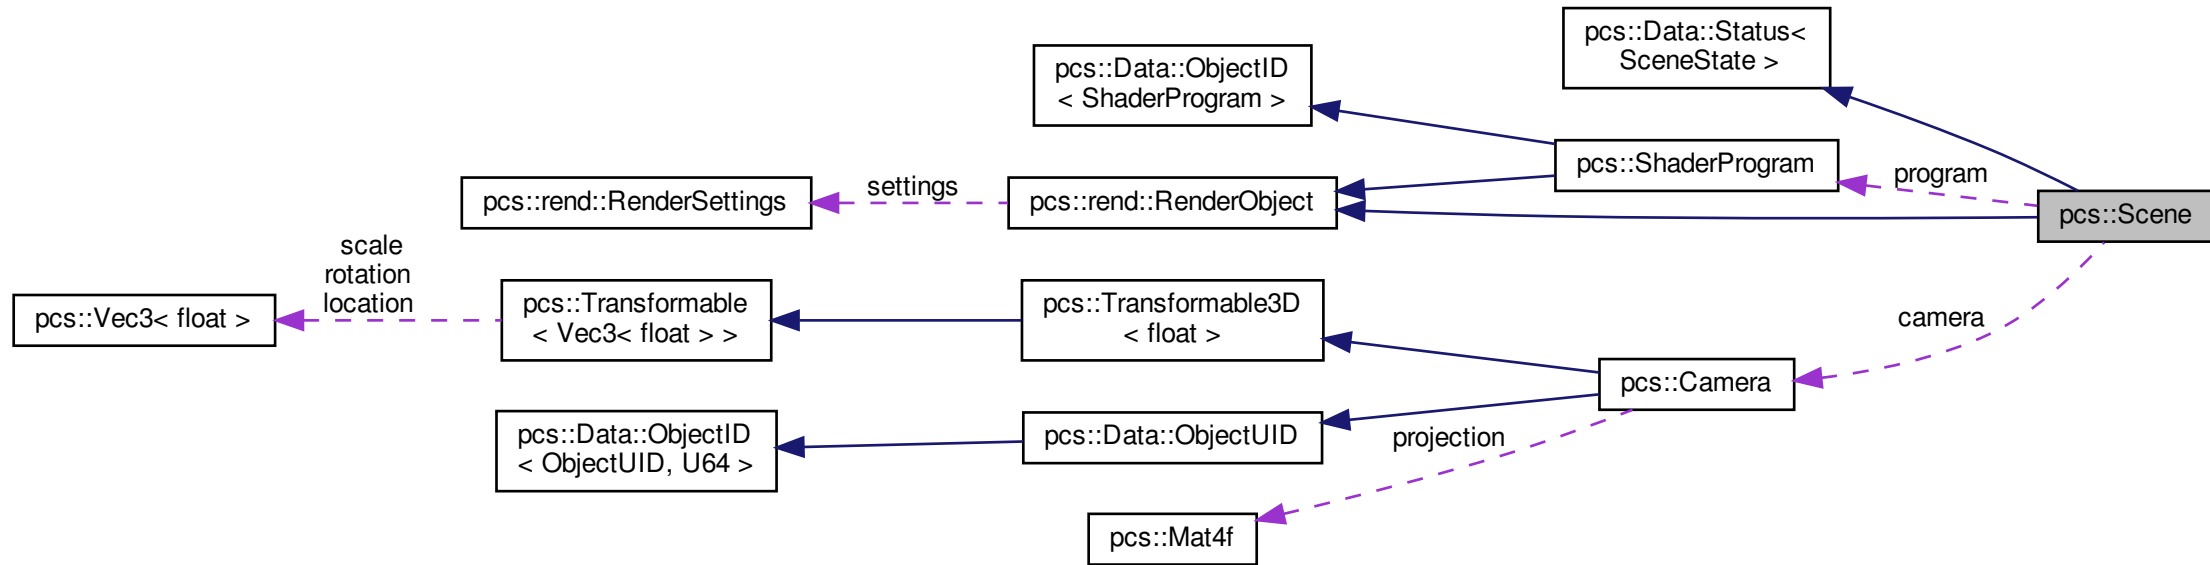 pcs::Data::Status<
SceneState >
pcs::Data::ObjectID
< ShaderProgram >
pcs::ShaderProgram
program
pcs::rend::RenderSettings
settings
pcs::rend::RenderObject
pcs::Scene
scale
rotation
location
pcs::Vec3< float >
pcs::Transformable
< Vec3< float > >
pcs::Transformable3D
< float >
camera
pcs::Camera
pcs::Data::ObjectID
< ObjectUID, U64 >
pcs::Data::ObjectUID
projection
pcs::Mat4f